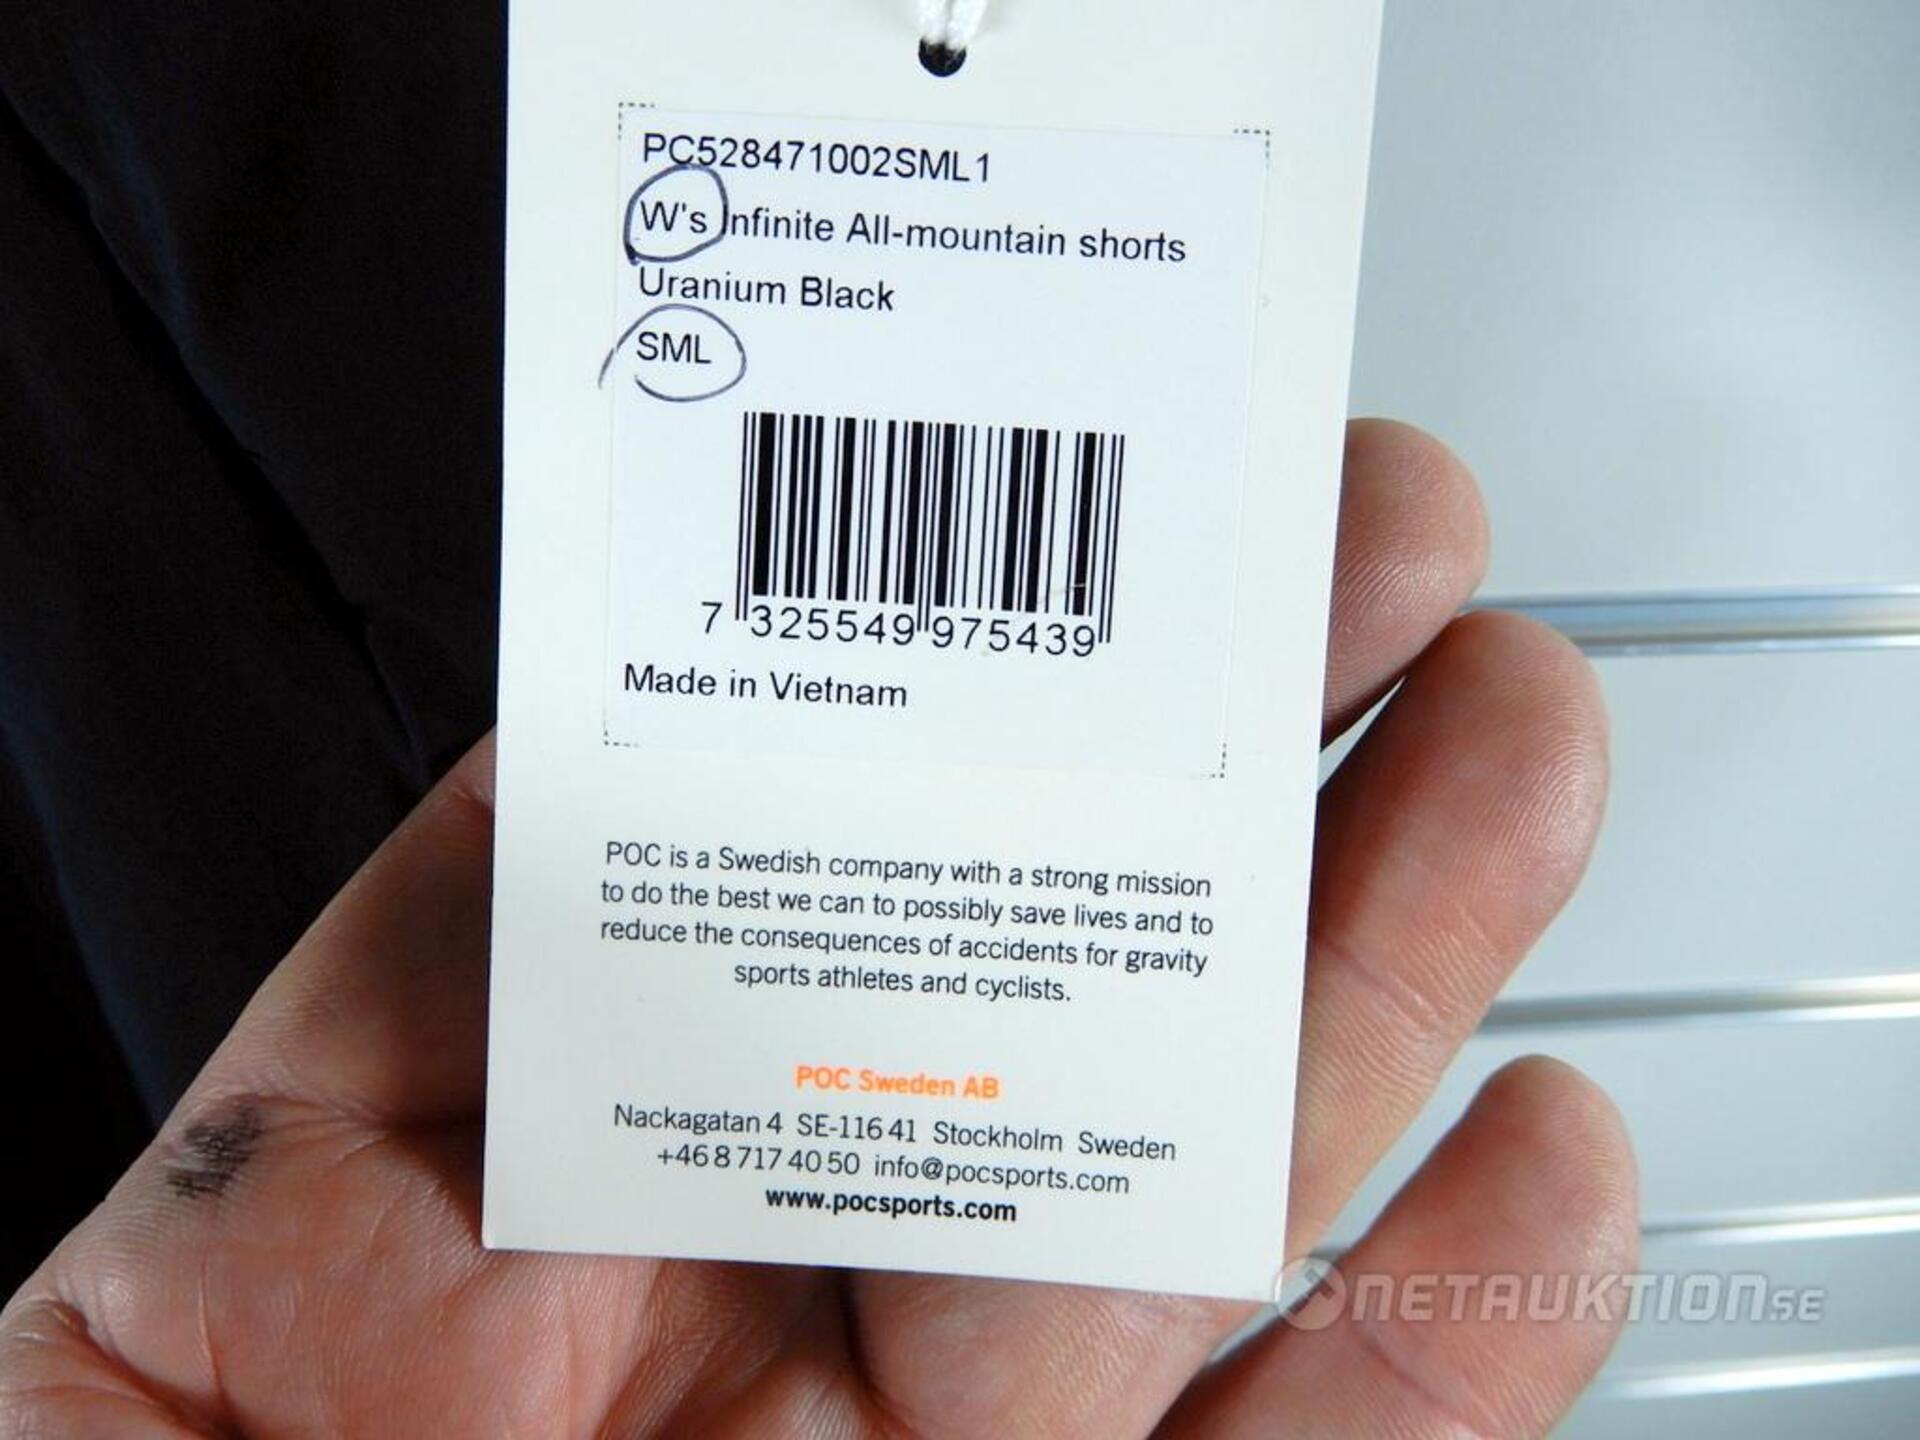 PC528471002SML1
W's Infinite All-mountain shorts
Uranium Black
SML
7 325549 975439
Made in Vietnam
POC is a Swedish company with a strong mission
to do the best we can to possibly save lives and to
reduce the consequences of accidents for gravity
sports athletes and cyclists.
POC Sweden AB
Nackagatan 4 SE-116 41 Stockholm Sweden
+46 8 717 40 50 info@pocsports.com
www.pocsports.com
NETAUKTION.SE